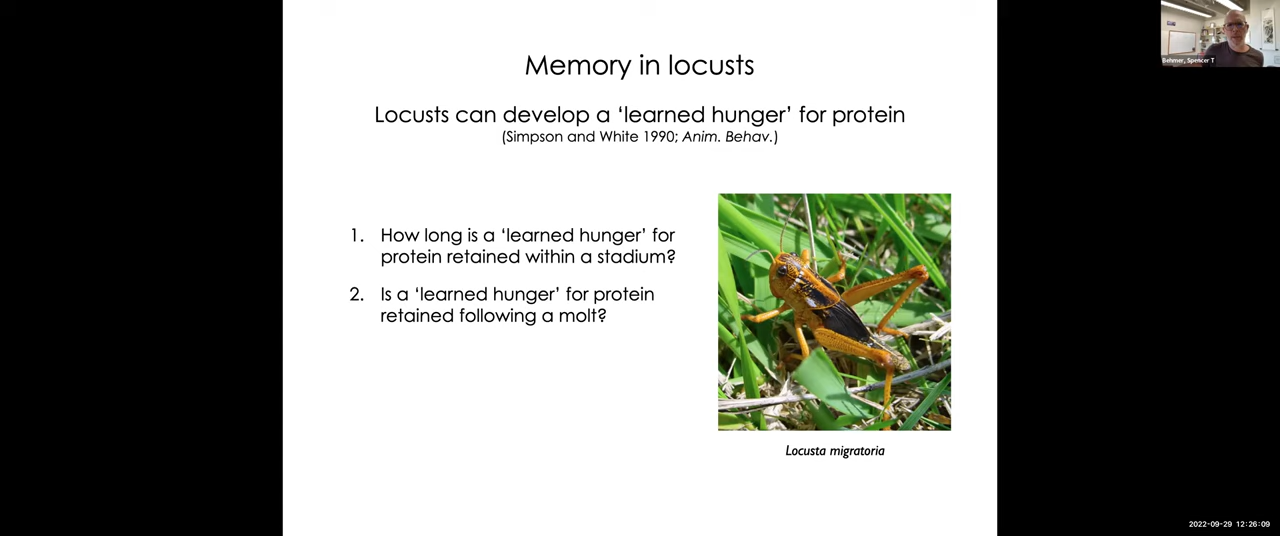 Memory in locusts
Locusts can develop a ‘learned hunger’ for protein
(Simpson and White 1990; Anim. Behav.)
1. How long is a ‘learned hunger’ for
protein retained within a stadium?
2. Is a ‘learned hunger’ for protein
retained following a molt?
Locusta migratoria
Behmer, Spencer T
2022-09-29 12:26:09